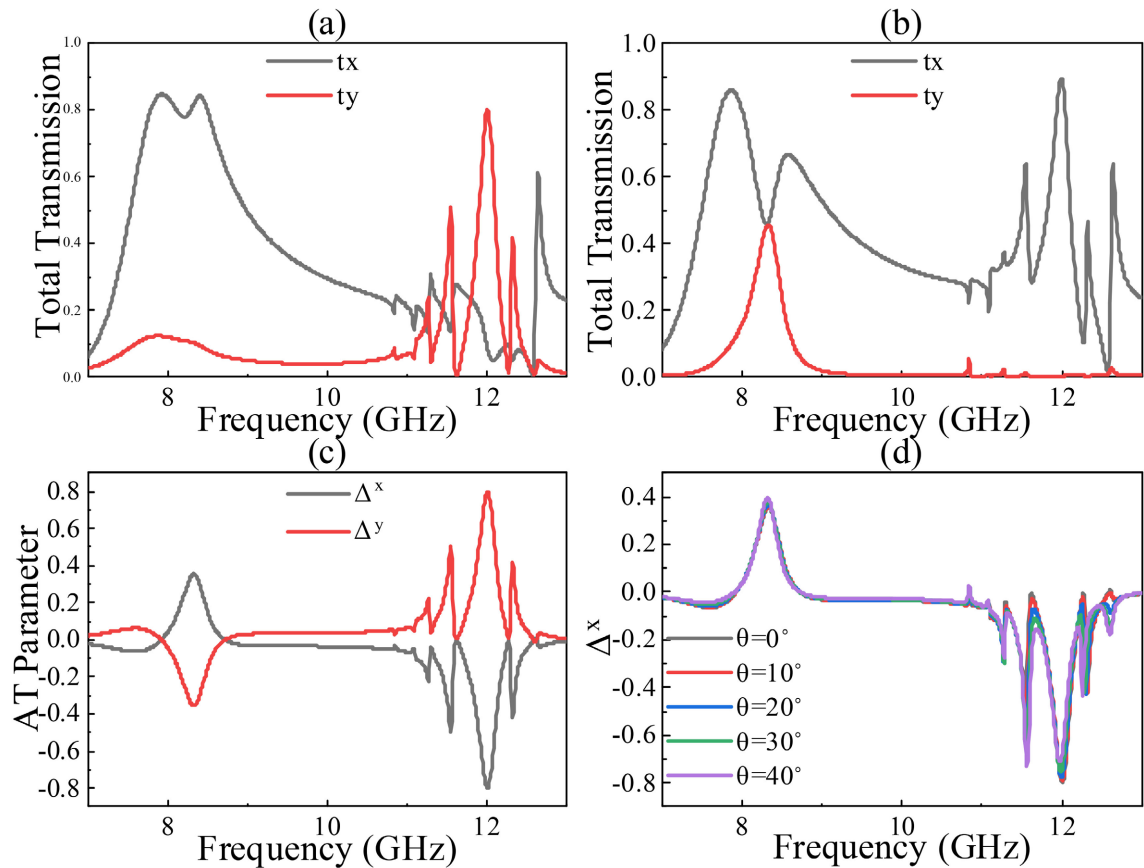 (a)
Total Transmission
1.0
0.8
0.6
0.4
0.2
0.0
tx
ty
8
10
12
Frequency (GHz)
(b)
Total Transmission
1.0
0.8
0.6
0.4
0.2
0.0
tx
ty
8
10
12
Frequency (GHz)
(c)
AT Parameter
0.8
0.6
0.4
0.2
0.0
-0.2
-0.4
-0.6
-0.8
Δˣ
Δʸ
8
10
12
Frequency (GHz)
(d)
Δˣ
0.4
0.2
0.0
-0.2
-0.4
-0.6
-0.8
θ=0°
θ=10°
θ=20°
θ=30°
θ=40°
8
10
12
Frequency (GHz)